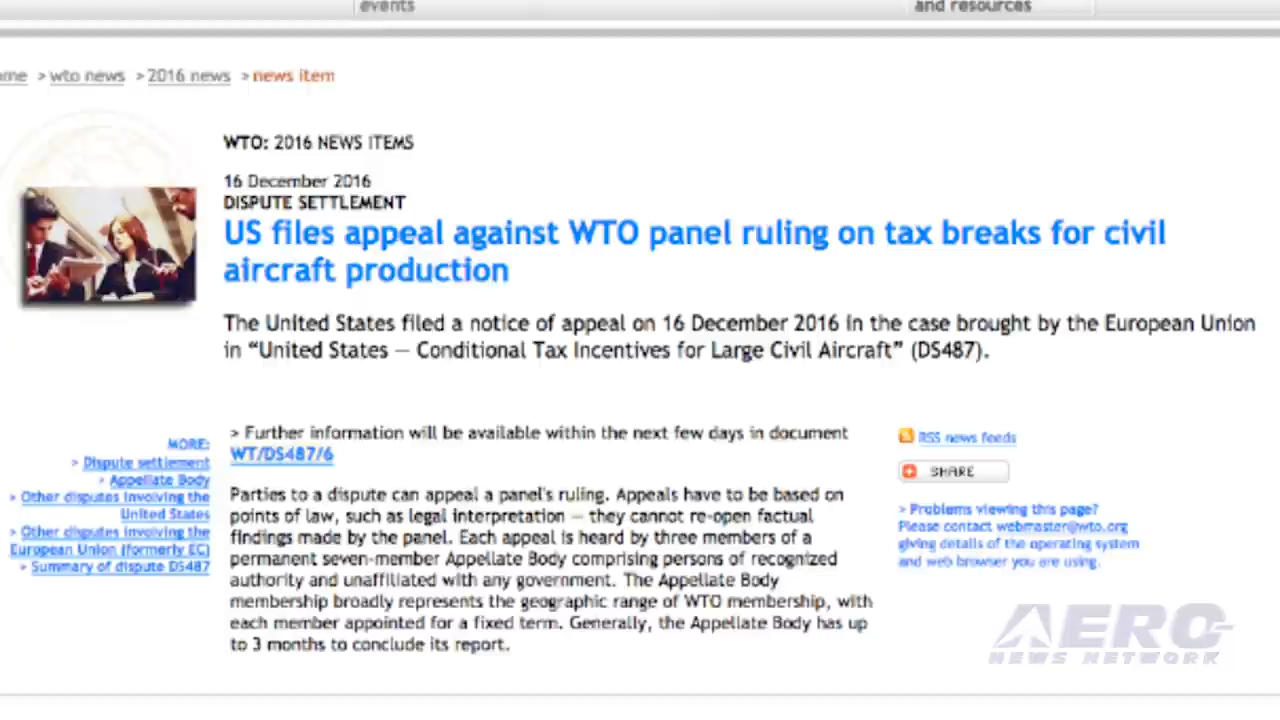 events
and resources
> wto news > 2016 news > news item
WTO: 2016 NEWS ITEMS
16 December 2016
DISPUTE SETTLEMENT
US files appeal against WTO panel ruling on tax breaks for civil
aircraft production
The United States filed a notice of appeal on 16 December 2016 in the case brought by the European Union
in “United States — Conditional Tax Incentives for Large Civil Aircraft” (DS487).
MORE:
> Dispute settlement
> Appellate Body
> Other disputes involving the
United States
> Other disputes involving the
European Union (formerly EC)
> Summary of dispute DS487
> Further information will be available within the next few days in document
WT/DS487/6
Parties to a dispute can appeal a panel's ruling. Appeals have to be based on
points of law, such as legal interpretation — they cannot re-open factual
findings made by the panel. Each appeal is heard by three members of a
permanent seven-member Appellate Body comprising persons of recognized
authority and unaffiliated with any government. The Appellate Body
membership broadly represents the geographic range of WTO membership, with
each member appointed for a fixed term. Generally, the Appellate Body has up
to 3 months to conclude its report.
RSS news feeds
SHARE
> Problems viewing this page?
Please contact webmaster@wto.org
giving details of the operating system
and web browser you are using.
AERO
NEWS NETWORK